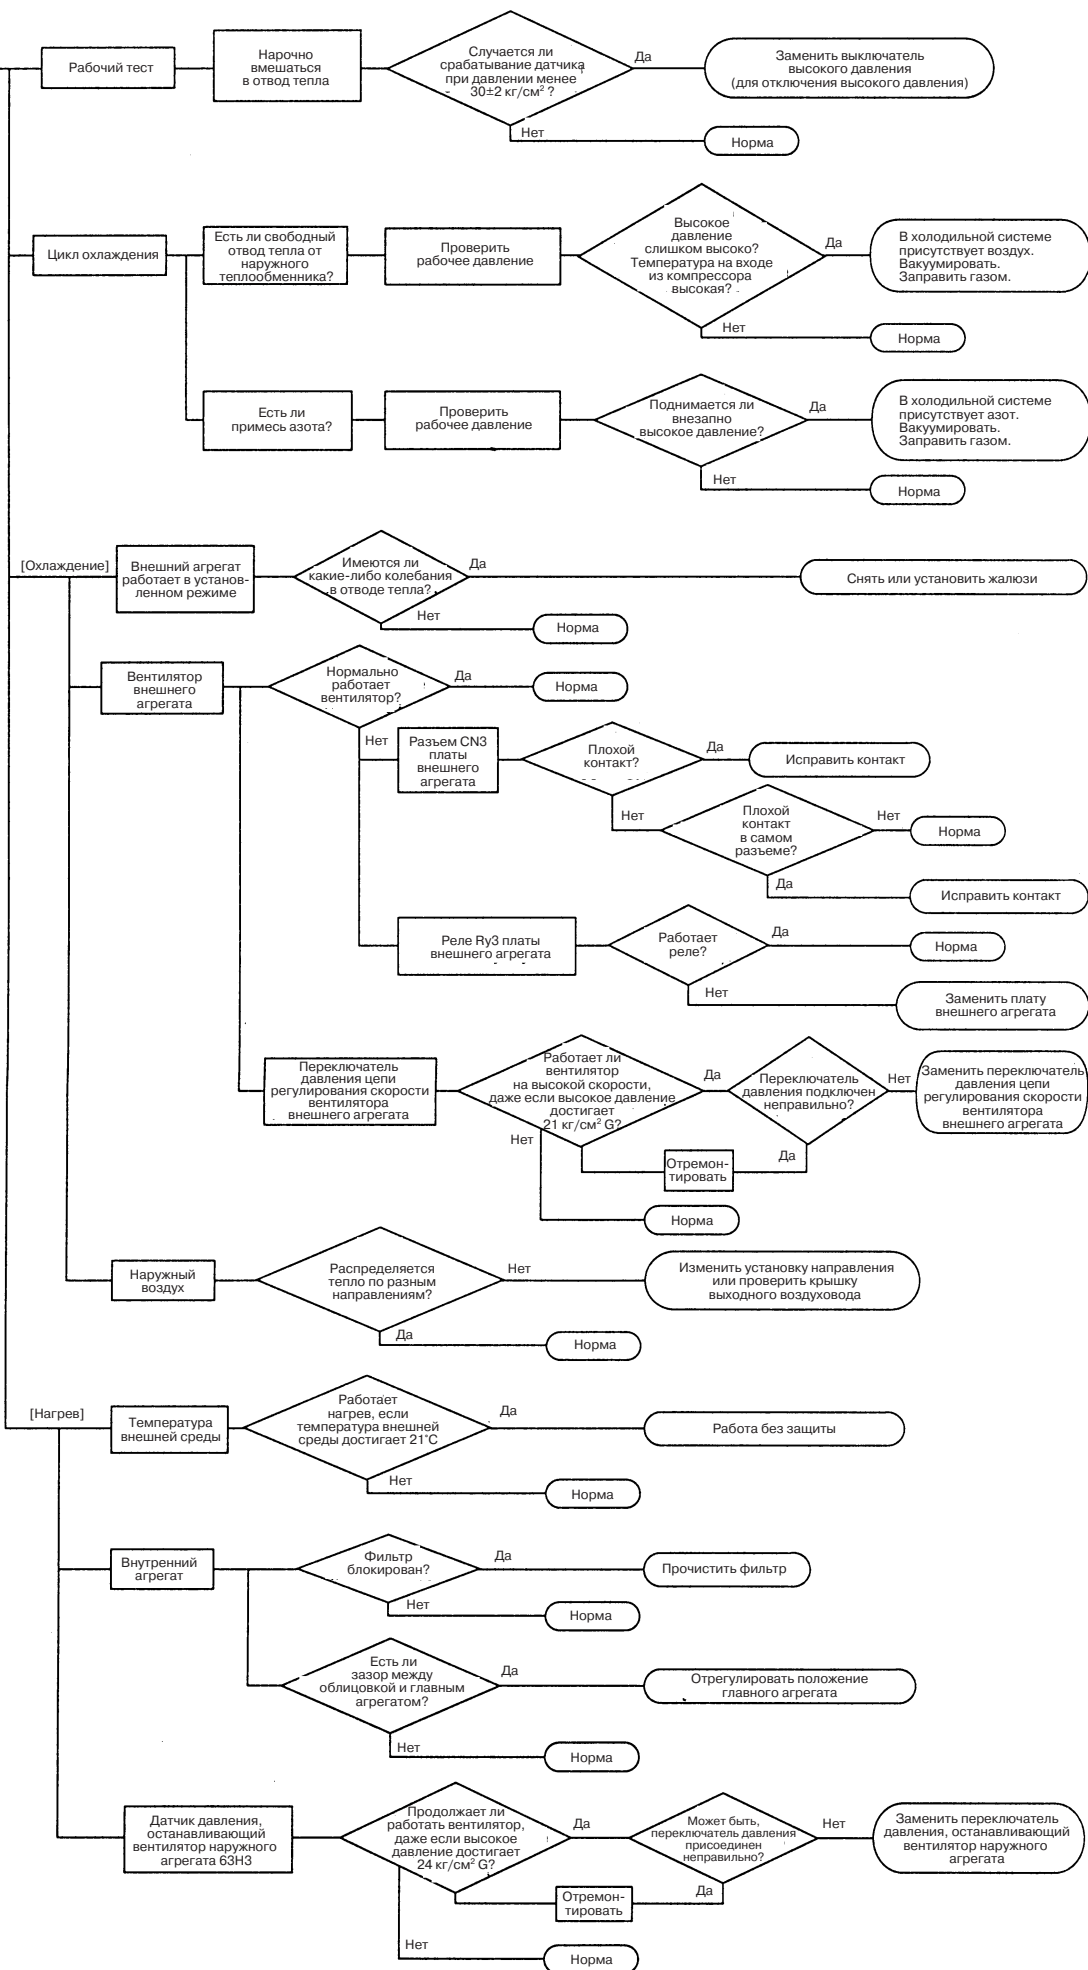 Рабочий тест
Нарочно
вмешаться
в отвод тепла
Случается ли
срабатывание датчика
при давлении менее
30±2 кг/см² ?
Да
Заменить выключатель
высокого давления
(для отключения высокого давления)
Нет
Норма
Цикл охлаждения
Есть ли свободный
отвод тепла от
наружного
теплообменника?
Проверить
рабочее давление
Высокое
давление
слишком высоко?
Температура на входе
из компрессора
высокая?
Да
В холодильной системе
присутствует воздух.
Вакуумировать.
Заправить газом.
Нет
Норма
Есть ли
примесь азота?
Проверить
рабочее давление
Поднимается ли
внезапно
высокое давление?
Да
В холодильной системе
присутствует азот.
Вакуумировать.
Заправить газом.
Нет
Норма
[Охлаждение]
Внешний агрегат
работает в установ-
ленном режиме
Имеются ли
какие-либо колебания
в отводе тепла?
Да
Снять или установить жалюзи
Нет
Норма
Вентилятор
внешнего
агрегата
Нормально
работает
вентилятор?
Да
Норма
Нет
Разъем CN3
платы
внешнего
агрегата
Плохой
контакт?
Да
Исправить контакт
Нет
Плохой
контакт
в самом
разъеме?
Нет
Норма
Да
Исправить контакт
Реле Ry3 платы
внешнего агрегата
Работает
реле?
Да
Норма
Нет
Заменить плату
внешнего агрегата
Переключатель
давления цепи
регулирования скорости
вентилятора
внешнего агрегата
Работает ли
вентилятор
на высокой скорости,
даже если высокое давление
достигает
21 кг/см² G?
Да
Переключатель
давления подключен
неправильно?
Нет
Заменить переключатель
давления цепи
регулирования скорости
вентилятора
внешнего агрегата
Нет
Да
Отремон-
тировать
Норма
Наружный
воздух
Распределяется
тепло по разным
направлениям?
Нет
Изменить установку направления
или проверить крышку
выходного воздуховода
Да
Норма
[Нагрев]
Температура
внешней среды
Работает
нагрев, если
температура внешней
среды достигает 21°С
Да
Работа без защиты
Нет
Норма
Внутренний
агрегат
Фильтр
блокирован?
Да
Прочистить фильтр
Нет
Норма
Есть ли
зазор между
облицовкой и главным
агрегатом?
Да
Отрегулировать положение
главного агрегата
Нет
Норма
Датчик давления,
останавливающий
вентилятор наружного
агрегата 63Н3
Продолжает ли
работать вентилятор,
даже если высокое
давление достигает
24 кг/см² G?
Да
Может быть,
переключатель давления
присоединен
неправильно?
Нет
Заменить переключатель
давления, останавливающий
вентилятор наружного
агрегата
Да
Отремон-
тировать
Нет
Норма